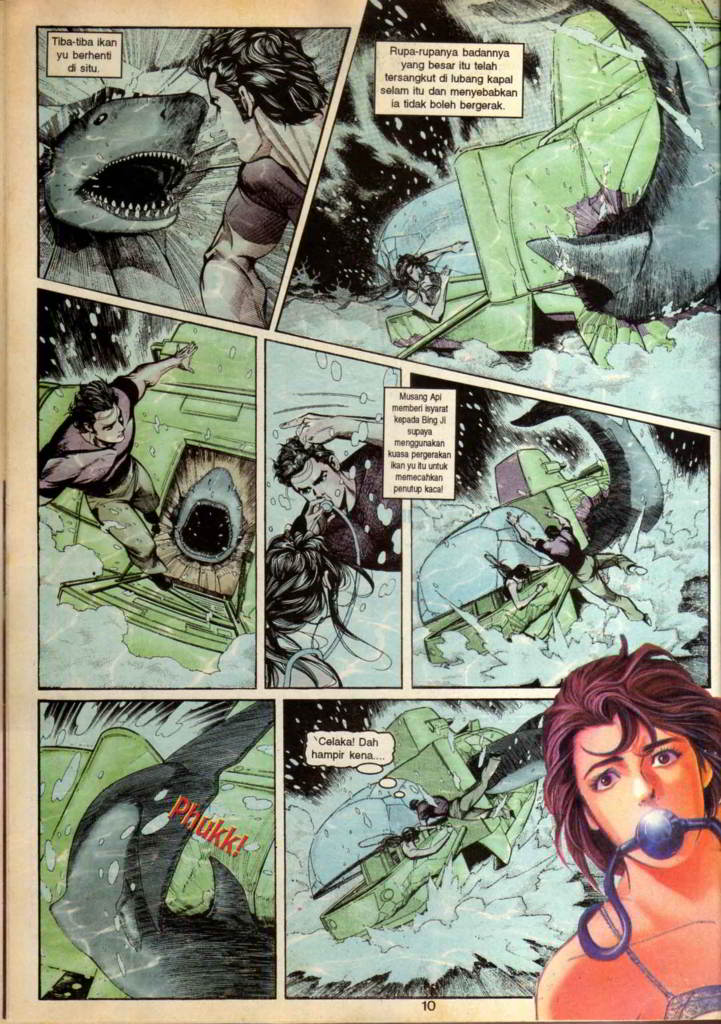 Tiba-tiba ikan
yu berhenti
di situ.
Rupa-rupanya badannya
yang besar itu telah
tersangkut di lubang kapal
selam itu dan menyebabkan
ia tidak boleh bergerak.
Musang Api
memberi isyarat
kepada Bing Ji
supaya
menggunakan
kuasa pergerakan
ikan yu itu untuk
memecahkan
penutup kaca!
Phukk!
Celaka! Dah
hampir kena....
10